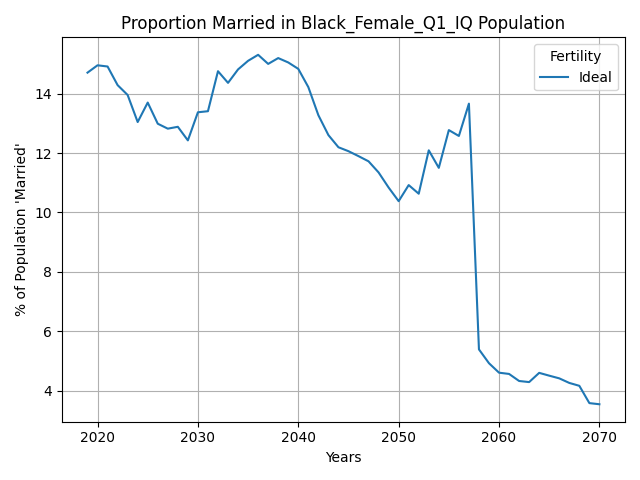 Proportion Married in Black_Female_Q1_IQ Population
Fertility
Ideal
% of Population 'Married'
14
12
10
8
6
4
2020 2030 2040 2050 2060 2070
Years